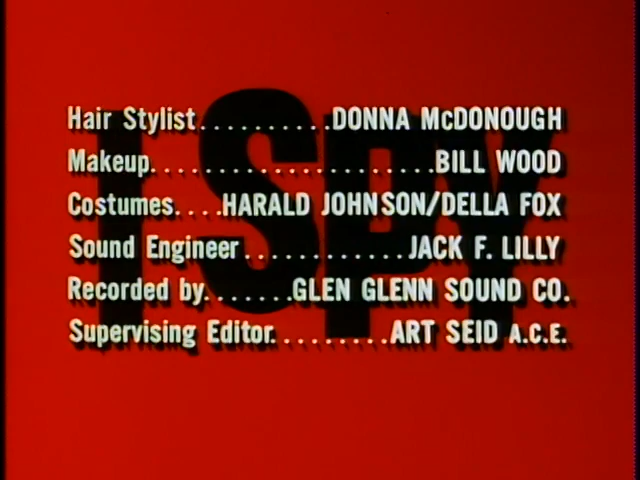 I SPY
Hair Stylist..........DONNA McDONOUGH
Makeup.....................BILL WOOD
Costumes....HARALD JOHNSON/DELLA FOX
Sound Engineer............JACK F. LILLY
Recorded by.......GLEN GLENN SOUND CO.
Supervising Editor.........ART SEID A.C.E.